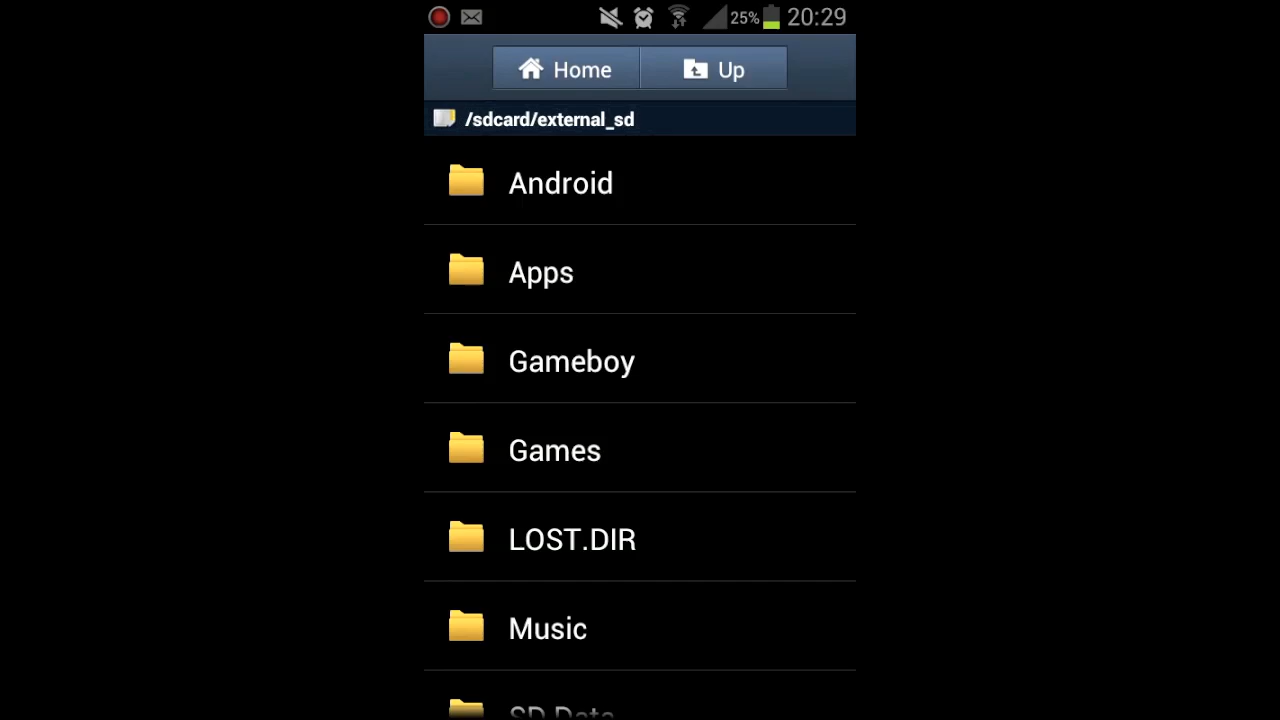 25% 20:29
Home Up
/sdcard/external_sd
Android
Apps
Gameboy
Games
LOST.DIR
Music